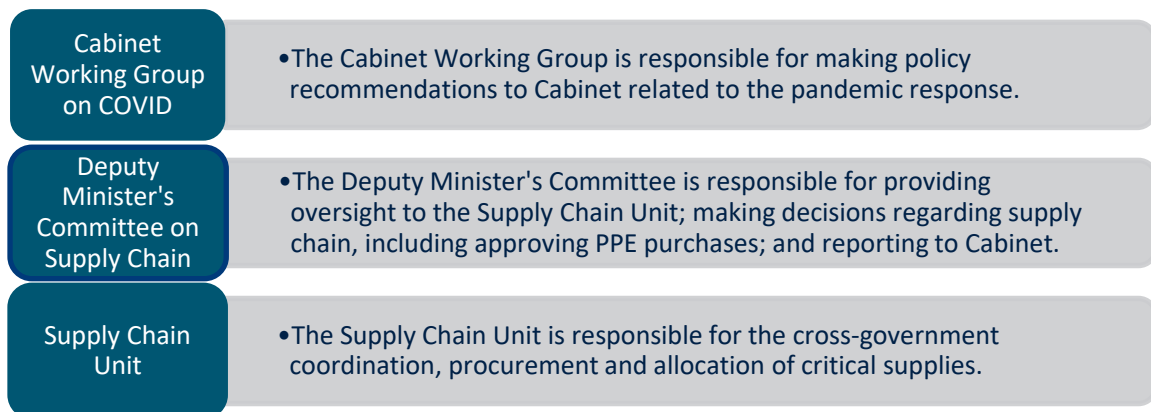 Cabinet
Working Group
on COVID
•The Cabinet Working Group is responsible for making policy
recommendations to Cabinet related to the pandemic response.
Deputy
Minister's
Committee on
Supply Chain
•The Deputy Minister's Committee is responsible for providing
oversight to the Supply Chain Unit; making decisions regarding supply
chain, including approving PPE purchases; and reporting to Cabinet.
Supply Chain
Unit
•The Supply Chain Unit is responsible for the cross-government
coordination, procurement and allocation of critical supplies.